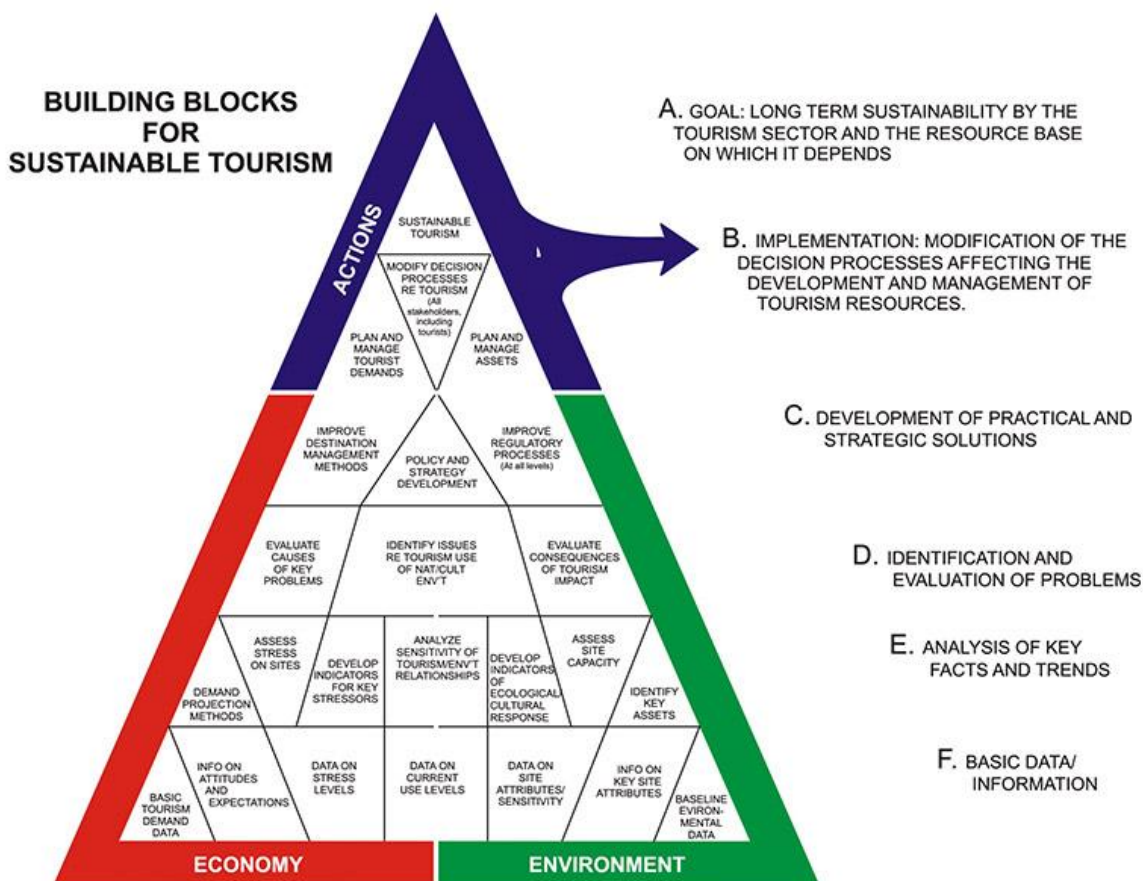 BUILDING BLOCKS
FOR
SUSTAINABLE TOURISM
A. GOAL: LONG TERM SUSTAINABILITY BY THE
TOURISM SECTOR AND THE RESOURCE BASE
ON WHICH IT DEPENDS
ACTIONS
SUSTAINABLE
TOURISM
B. IMPLEMENTATION: MODIFICATION OF THE
DECISION PROCESSES AFFECTING THE
DEVELOPMENT AND MANAGEMENT OF
TOURISM RESOURCES.
MODIFY DECISION
PROCESSES
RE TOURISM
(All
stakeholders,
including
tourists)
PLAN AND
MANAGE
TOURIST
DEMANDS
PLAN AND
MANAGE
ASSETS
C. DEVELOPMENT OF PRACTICAL AND
STRATEGIC SOLUTIONS
IMPROVE
DESTINATION
MANAGEMENT
METHODS
POLICY AND
STRATEGY
DEVELOPMENT
IMPROVE
REGULATORY
PROCESSES
(At all levels)
D. IDENTIFICATION AND
EVALUATION OF PROBLEMS
EVALUATE
CAUSES
OF KEY
PROBLEMS
IDENTIFY ISSUES
RE TOURISM USE
OF NAT/CULT
ENV'T
EVALUATE
CONSEQUENCES
OF TOURISM
IMPACT
E. ANALYSIS OF KEY
FACTS AND TRENDS
DEMAND
PROJECTION
METHODS
ASSESS
STRESS
ON SITES
DEVELOP
INDICATORS
FOR KEY
STRESSORS
ANALYZE
SENSITIVITY OF
TOURISM/ENV'T
RELATIONSHIPS
DEVELOP
INDICATORS
OF
ECOLOGICAL/
CULTURAL
RESPONSE
ASSESS
SITE
CAPACITY
IDENTIFY
KEY
ASSETS
F. BASIC DATA/
INFORMATION
BASIC
TOURISM
DEMAND
DATA
INFO ON
ATTITUDES
AND
EXPECTATIONS
DATA ON
STRESS
LEVELS
DATA ON
CURRENT
USE LEVELS
DATA ON
SITE
ATTRIBUTES/
SENSITIVITY
INFO ON
KEY SITE
ATTRIBUTES
BASELINE
EVIRON-
MENTAL
DATA
ECONOMY
ENVIRONMENT